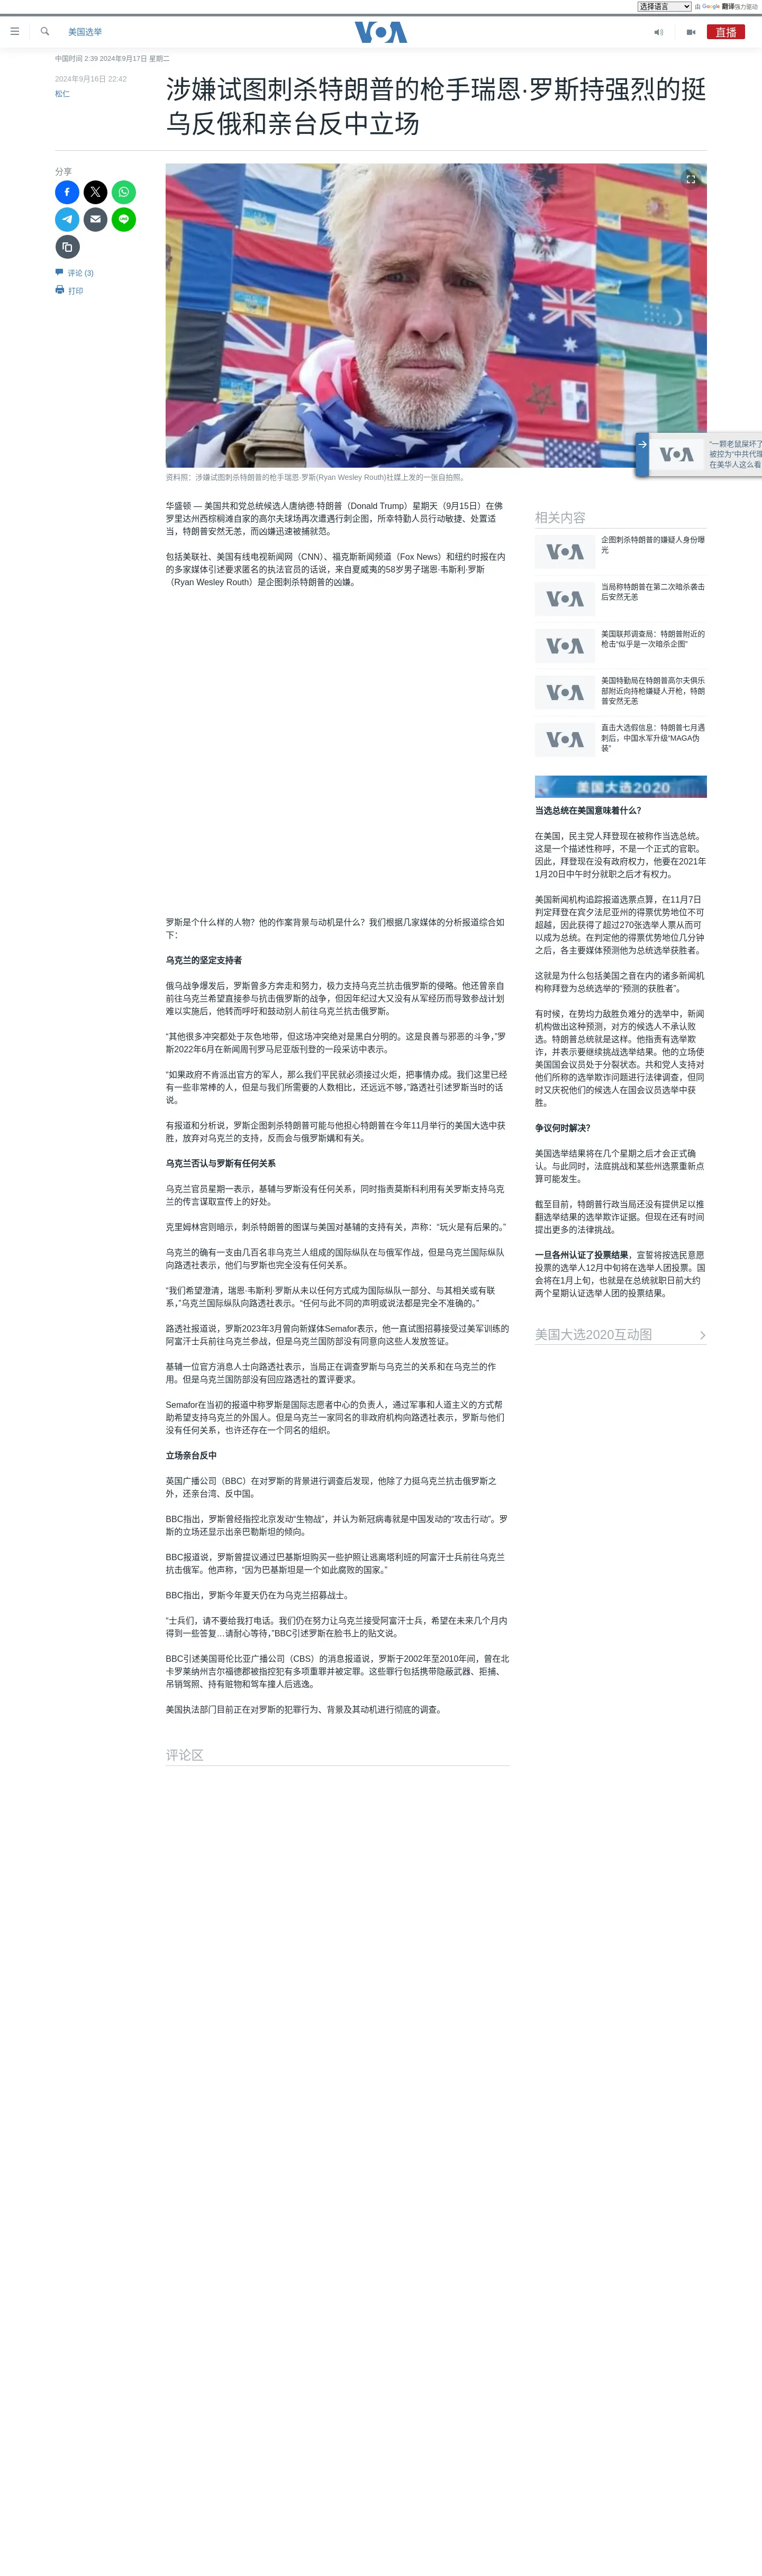 选择语言
由 Google 翻译强力驱动
美国选举
VOA
直播
中国时间 2:39 2024年9月17日 星期二
2024年9月16日 22:42
松仁
涉嫌试图刺杀特朗普的枪手瑞恩·罗斯持强烈的挺
乌反俄和亲台反中立场
分享
评论 (3)
打印
资料照：涉嫌试图刺杀特朗普的枪手瑞恩·罗斯(Ryan Wesley Routh)社媒上发的一张自拍照。
“一颗老鼠屎坏了
被控为“中共代理
在美华人这么看
华盛顿 — 美国共和党总统候选人唐纳德·特朗普（Donald Trump）星期天（9月15日）在佛
罗里达州西棕榈滩自家的高尔夫球场再次遭遇行刺企图，所幸特勤人员行动敏捷、处置适
当，特朗普安然无恙，而凶嫌迅速被捕就范。
包括美联社、美国有线电视新闻网（CNN）、福克斯新闻频道（Fox News）和纽约时报在内
的多家媒体引述要求匿名的执法官员的话说，来自夏威夷的58岁男子瑞恩·韦斯利·罗斯
（Ryan Wesley Routh）是企图刺杀特朗普的凶嫌。
罗斯是个什么样的人？他的作案背景与动机是什么？我们根据几家媒体的分析报道综合如
下：
乌克兰的坚定支持者
俄乌战争爆发后，罗斯曾多方奔走和努力，极力支持乌克兰抗击俄罗斯的侵略。他还曾亲自
前往乌克兰希望直接参与抗击俄罗斯的战争，但因年纪过大又没有从军经历而导致参战计划
难以实施后，他转而呼吁和鼓动别人前往乌克兰抗击俄罗斯。
“其他很多冲突都处于灰色地带，但这场冲突绝对是黑白分明的。这是良善与邪恶的斗争，”罗
斯2022年6月在新闻周刊罗马尼亚版刊登的一段采访中表示。
“如果政府不肯派出官方的军人，那么我们平民就必须接过火炬，把事情办成。我们这里已经
有一些非常棒的人，但是与我们所需要的人数相比，还远远不够，”路透社引述罗斯当时的话
说。
有报道和分析说，罗斯企图刺杀特朗普可能与他担心特朗普在今年11月举行的美国大选中获
胜，放弃对乌克兰的支持，反而会与俄罗斯媾和有关。
乌克兰否认与罗斯有任何关系
乌克兰官员星期一表示，基辅与罗斯没有任何关系，同时指责莫斯科利用有关罗斯支持乌克
兰的传言谋取宣传上的好处。
克里姆林宫则暗示，刺杀特朗普的图谋与美国对基辅的支持有关，声称：“玩火是有后果的。”
乌克兰的确有一支由几百名非乌克兰人组成的国际纵队在与俄军作战，但是乌克兰国际纵队
向路透社表示，他们与罗斯也完全没有任何关系。
“我们希望澄清，瑞恩·韦斯利·罗斯从未以任何方式成为国际纵队一部分、与其相关或有联
系，”乌克兰国际纵队向路透社表示。“任何与此不同的声明或说法都是完全不准确的。”
路透社报道说，罗斯2023年3月曾向新媒体Semafor表示，他一直试图招募接受过美军训练的
阿富汗士兵前往乌克兰参战，但是乌克兰国防部没有同意向这些人发放签证。
基辅一位官方消息人士向路透社表示，当局正在调查罗斯与乌克兰的关系和在乌克兰的作
用。但是乌克兰国防部没有回应路透社的置评要求。
Semafor在当初的报道中称罗斯是国际志愿者中心的负责人，通过军事和人道主义的方式帮
助希望支持乌克兰的外国人。但是乌克兰一家同名的非政府机构向路透社表示，罗斯与他们
没有任何关系，也许还存在一个同名的组织。
立场亲台反中
英国广播公司（BBC）在对罗斯的背景进行调查后发现，他除了力挺乌克兰抗击俄罗斯之
外，还亲台湾、反中国。
BBC指出，罗斯曾经指控北京发动“生物战”，并认为新冠病毒就是中国发动的“攻击行动”。罗
斯的立场还显示出亲巴勒斯坦的倾向。
BBC报道说，罗斯曾提议通过巴基斯坦购买一些护照让逃离塔利班的阿富汗士兵前往乌克兰
抗击俄军。他声称，“因为巴基斯坦是一个如此腐败的国家。”
BBC指出，罗斯今年夏天仍在为乌克兰招募战士。
“士兵们，请不要给我打电话。我们仍在努力让乌克兰接受阿富汗士兵，希望在未来几个月内
得到一些答复…请耐心等待，”BBC引述罗斯在脸书上的贴文说。
BBC引述美国哥伦比亚广播公司（CBS）的消息报道说，罗斯于2002年至2010年间，曾在北
卡罗莱纳州吉尔福德郡被指控犯有多项重罪并被定罪。这些罪行包括携带隐蔽武器、拒捕、
吊销驾照、持有赃物和驾车撞人后逃逸。
美国执法部门目前正在对罗斯的犯罪行为、背景及其动机进行彻底的调查。
评论区
相关内容
企图刺杀特朗普的嫌疑人身份曝
光
当局称特朗普在第二次暗杀袭击
后安然无恙
美国联邦调查局：特朗普附近的
枪击“似乎是一次暗杀企图”
美国特勤局在特朗普高尔夫俱乐
部附近向持枪嫌疑人开枪，特朗
普安然无恙
直击大选假信息：特朗普七月遇
刺后，中国水军升级“MAGA伪
装”
美国大选2020
当选总统在美国意味着什么？
在美国，民主党人拜登现在被称作当选总统。
这是一个描述性称呼，不是一个正式的官职。
因此，拜登现在没有政府权力，他要在2021年
1月20日中午时分就职之后才有权力。
美国新闻机构追踪报道选票点算，在11月7日
判定拜登在宾夕法尼亚州的得票优势地位不可
超越，因此获得了超过270张选举人票从而可
以成为总统。在判定他的得票优势地位几分钟
之后，各主要媒体预测他为总统选举获胜者。
这就是为什么包括美国之音在内的诸多新闻机
构称拜登为总统选举的“预测的获胜者”。
有时候，在势均力敌胜负难分的选举中，新闻
机构做出这种预测，对方的候选人不承认败
选。特朗普总统就是这样。他指责有选举欺
诈，并表示要继续挑战选举结果。他的立场使
美国国会议员处于分裂状态。共和党人支持对
他们所称的选举欺诈问题进行法律调查，但同
时又庆祝他们的候选人在国会议员选举中获
胜。
争议何时解决？
美国选举结果将在几个星期之后才会正式确
认。与此同时，法庭挑战和某些州选票重新点
算可能发生。
截至目前，特朗普行政当局还没有提供足以推
翻选举结果的选举欺诈证据。但现在还有时间
提出更多的法律挑战。
一旦各州认证了投票结果，宣誓将按选民意愿
投票的选举人12月中旬将在选举人团投票。国
会将在1月上旬，也就是在总统就职日前大约
两个星期认证选举人团的投票结果。
美国大选2020互动图